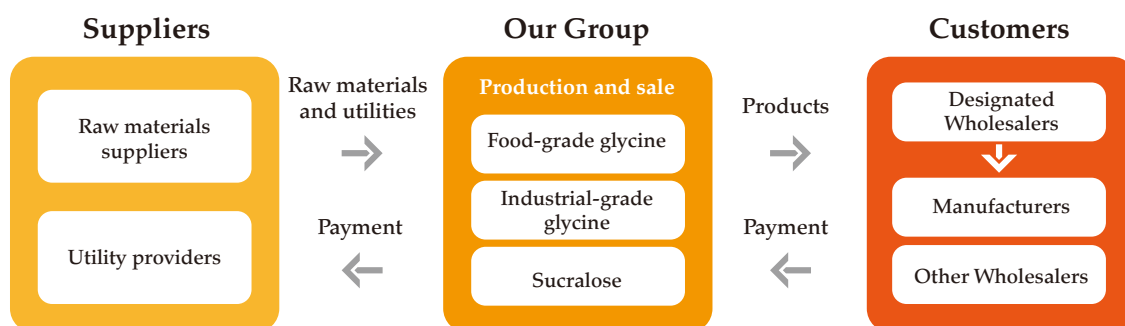 Suppliers
Raw materials
suppliers
Utility providers
Raw materials
and utilities
Payment
Our Group
Production and sale
Food-grade glycine
Industrial-grade
glycine
Sucralose
Products
Payment
Customers
Designated
Wholesalers
Manufacturers
Other Wholesalers